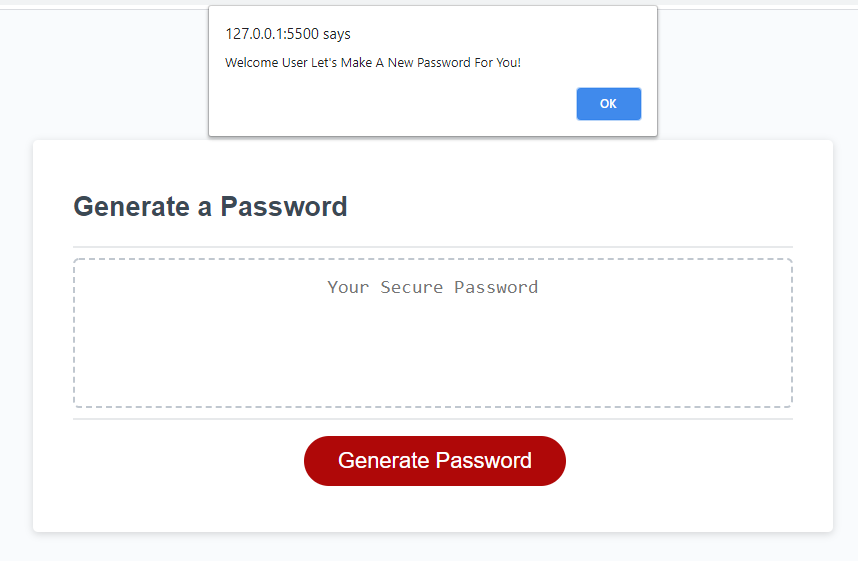 127.0.0.1:5500 says
Welcome User Let's Make A New Password For You!
OK
Generate a Password
Your Secure Password
Generate Password